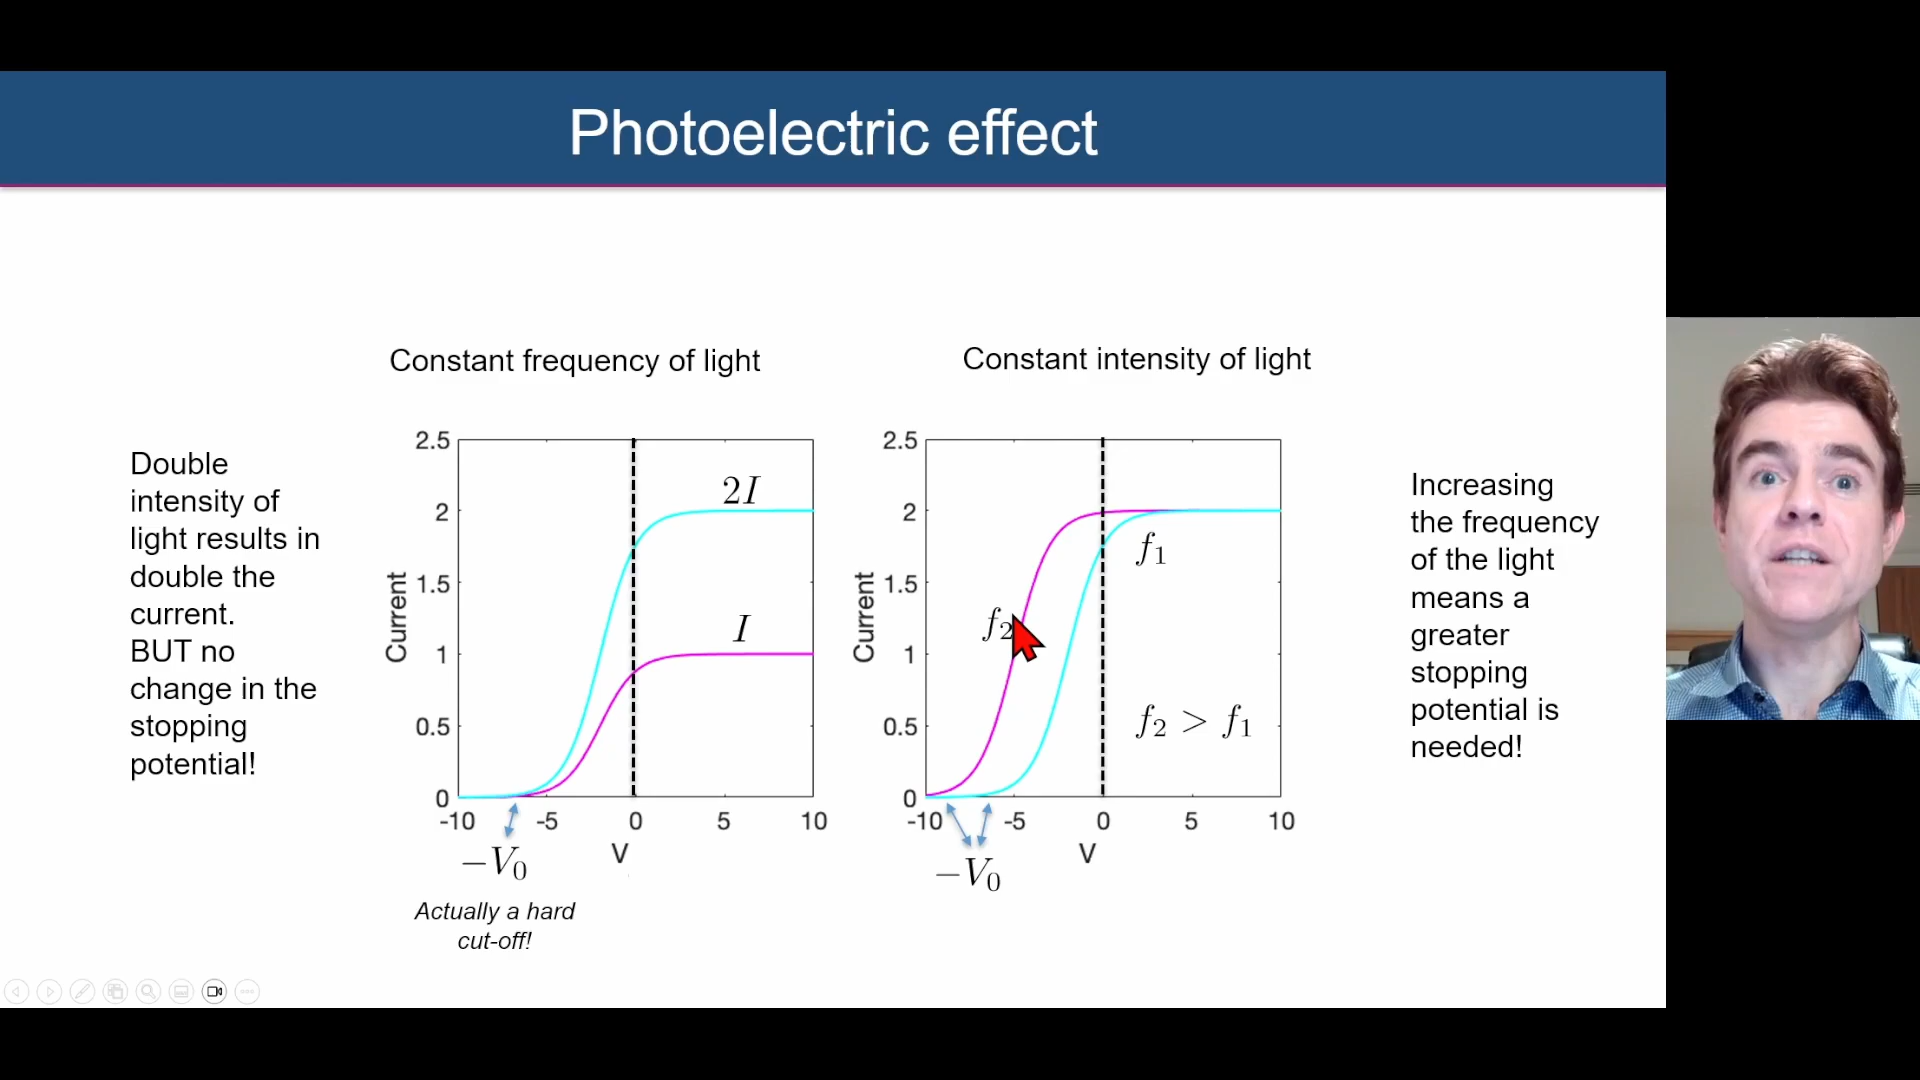 Photoelectric effect
Constant frequency of light
Constant intensity of light
Double
intensity of
light results in
double the
current.
BUT no
change in the
stopping
potential!
2.5
2
1.5
1
0.5
0
Current
2I
I
-10 -5 0 5 10
V
−V₀
Actually a hard
cut-off!
2.5
2
1.5
1
0.5
0
Current
f₁
f₂
f₂ > f₁
-10 -5 0 5 10
V
−V₀
Increasing
the frequency
of the light
means a
greater
stopping
potential is
needed!